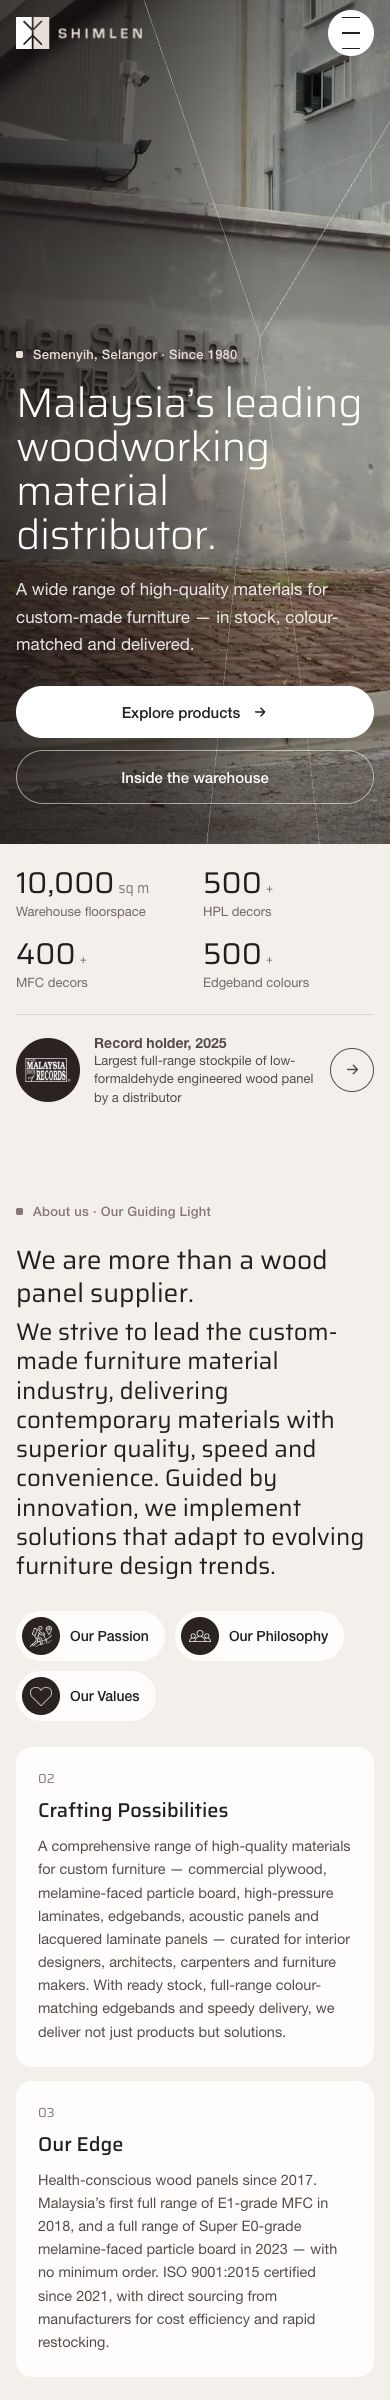 SHIMLEN
mlen Sdn Bhd
有限公司
Semenyih, Selangor · Since 1980
Malaysia’s leading
woodworking
material
distributor.
A wide range of high-quality materials for
custom-made furniture — in stock, colour-
matched and delivered.
Explore products →
Inside the warehouse
10,000 sq m
Warehouse floorspace
500 +
HPL decors
400 +
MFC decors
500 +
Edgeband colours
MALAYSIA
RECORDS
Record holder, 2025
Largest full-range stockpile of low-
formaldehyde engineered wood panel
by a distributor
About us · Our Guiding Light
We are more than a wood
panel supplier.
We strive to lead the custom-
made furniture material
industry, delivering
contemporary materials with
superior quality, speed and
convenience. Guided by
innovation, we implement
solutions that adapt to evolving
furniture design trends.
Our Passion
Our Philosophy
Our Values
02
Crafting Possibilities
A comprehensive range of high-quality materials
for custom furniture — commercial plywood,
melamine-faced particle board, high-pressure
laminates, edgebands, acoustic panels and
lacquered laminate panels — curated for interior
designers, architects, carpenters and furniture
makers. With ready stock, full-range colour-
matching edgebands and speedy delivery, we
deliver not just products but solutions.
03
Our Edge
Health-conscious wood panels since 2017.
Malaysia’s first full range of E1-grade MFC in
2018, and a full range of Super E0-grade
melamine-faced particle board in 2023 — with
no minimum order. ISO 9001:2015 certified
since 2021, with direct sourcing from
manufacturers for cost efficiency and rapid
restocking.